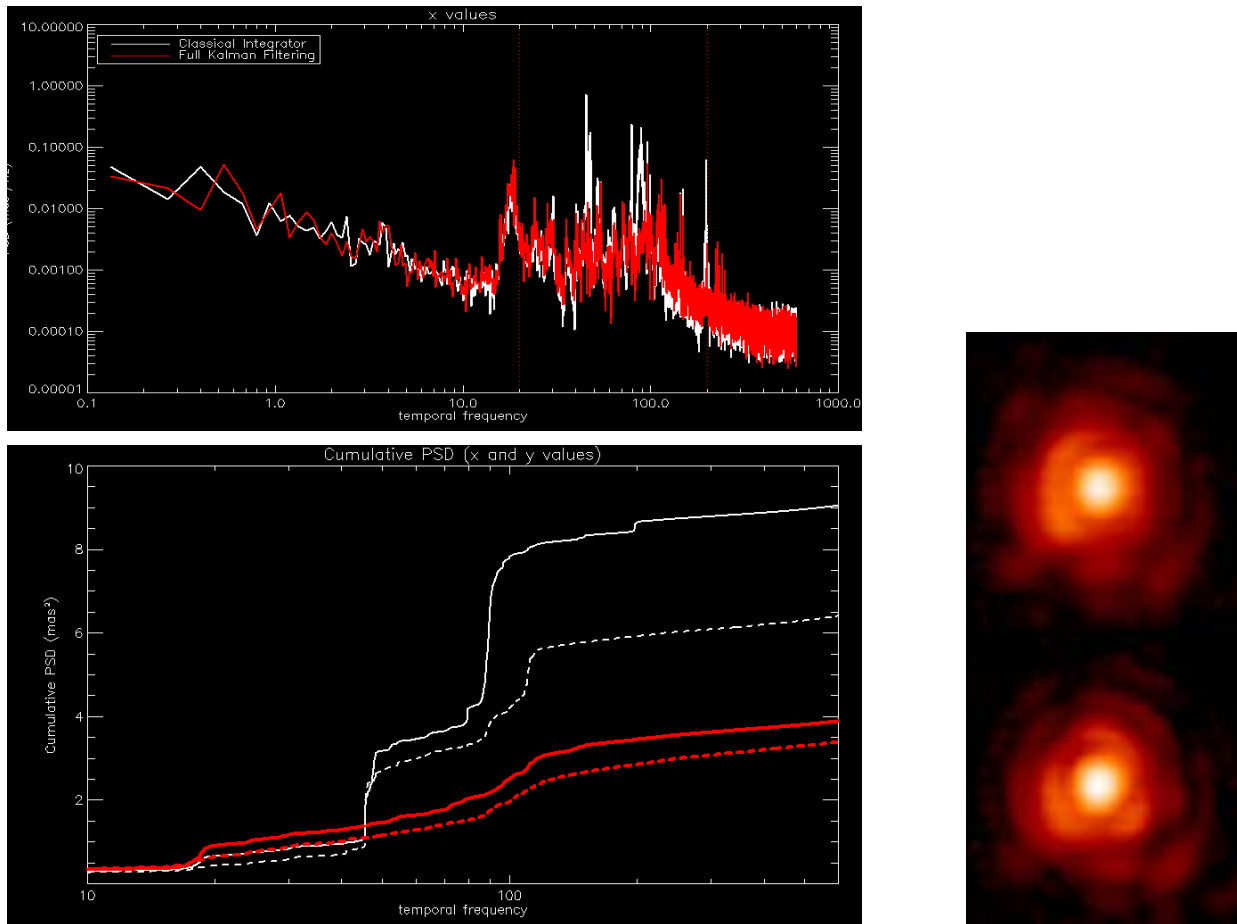 x values
10.00000
Classical Integrator
Full Kalman Filtering
1.00000
0.10000
0.01000
0.00100
0.00010
0.00001
0.1
1.0
10.0
100.0
1000.0
temporal frequency
Cumulative PSD (x and y values)
10
8
6
4
2
Cumulative PSD (mas²)
10
100
temporal frequency